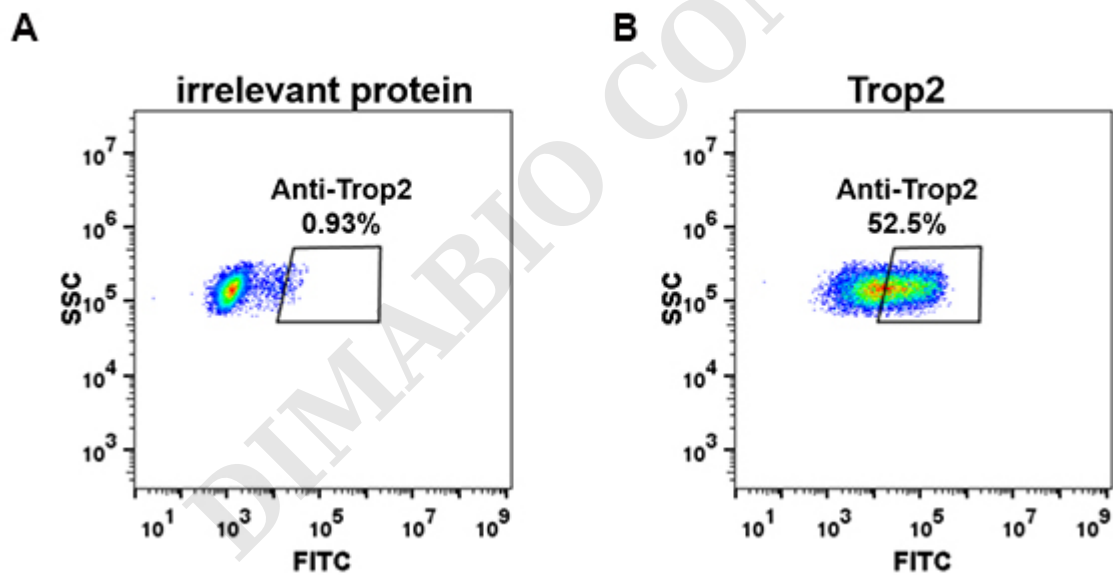 A
irrelevant protein
10⁷
10⁶
10⁵
10⁴
10³
SSC
Anti-Trop2
0.93%
10¹ 10³ 10⁵ 10⁷ 10⁹
FITC
B
Trop2
10⁷
10⁶
10⁵
10⁴
10³
SSC
Anti-Trop2
52.5%
10¹ 10³ 10⁵ 10⁷ 10⁹
FITC
DIMABIO CO